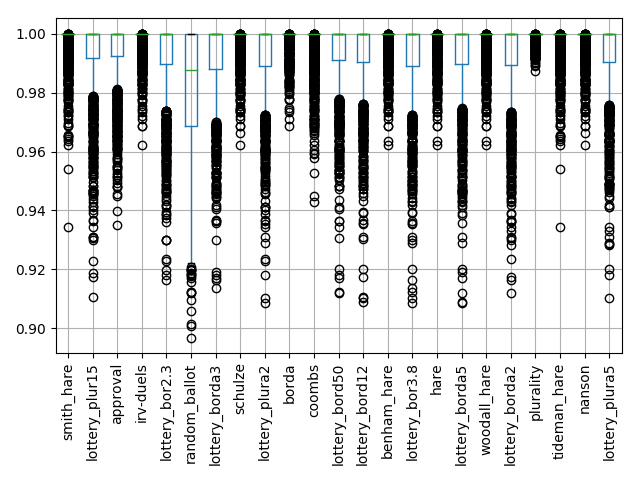 1.00
0.98
0.96
0.94
0.92
0.90
smith_hare
lottery_plur15
approval
irv-duels
lottery_bor2.3
random_ballot
lottery_borda3
schulze
lottery_plura2
borda
coombs
lottery_bord50
lottery_bord12
benham_hare
lottery_bor3.8
hare
lottery_borda5
woodall_hare
lottery_borda2
plurality
tideman_hare
nanson
lottery_plura5